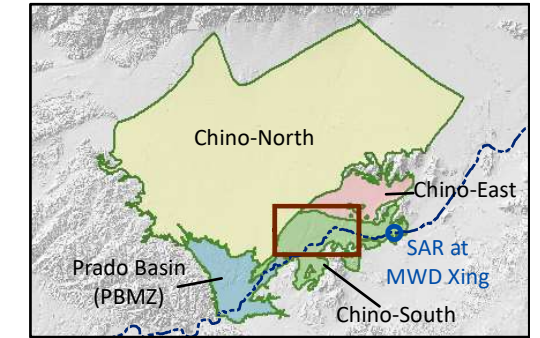 Chino-North
Chino-East
SAR at
MWD Xing
Prado Basin
(PBMZ)
Chino-South